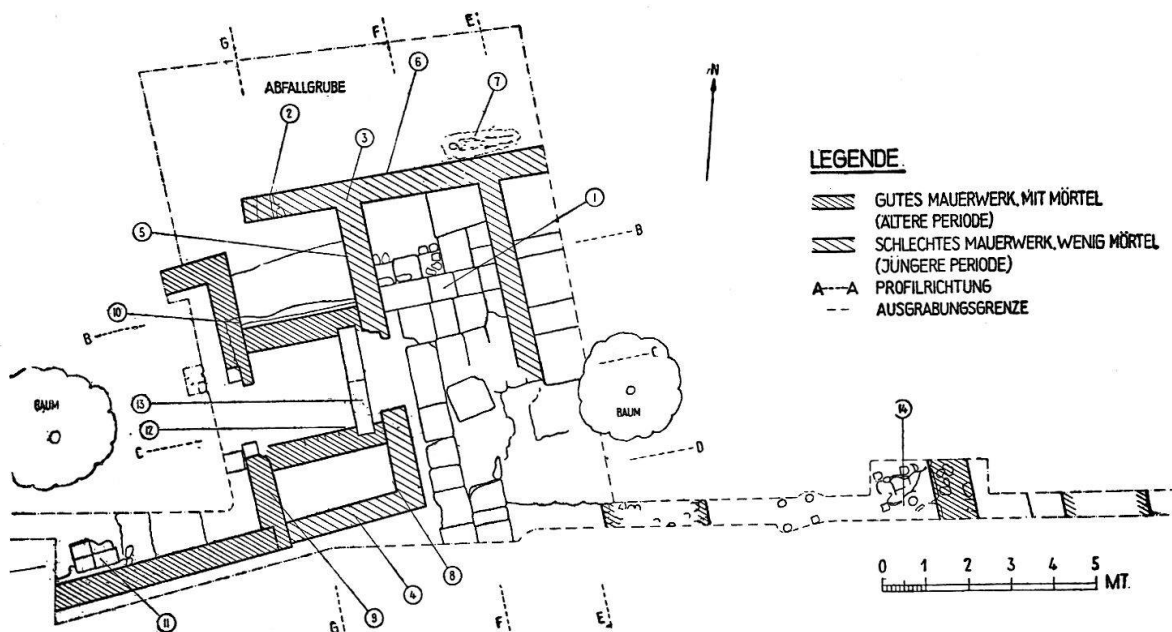 G
F
E
ABFALLGRUBE
6
7
2
3
N
1
5
B
10
B
C
BAUM
13
12
C
BAUM
D
14
11
9
4
8
G
F
E
LEGENDE
GUTES MAUERWERK, MIT MÖRTEL
(ÄLTERE PERIODE)
SCHLECHTES MAUERWERK, WENIG MÖRTEL
(JÜNGERE PERIODE)
A----A PROFILRICHTUNG
-- AUSGRABUNGSGRENZE
0 1 2 3 4 5
MT.